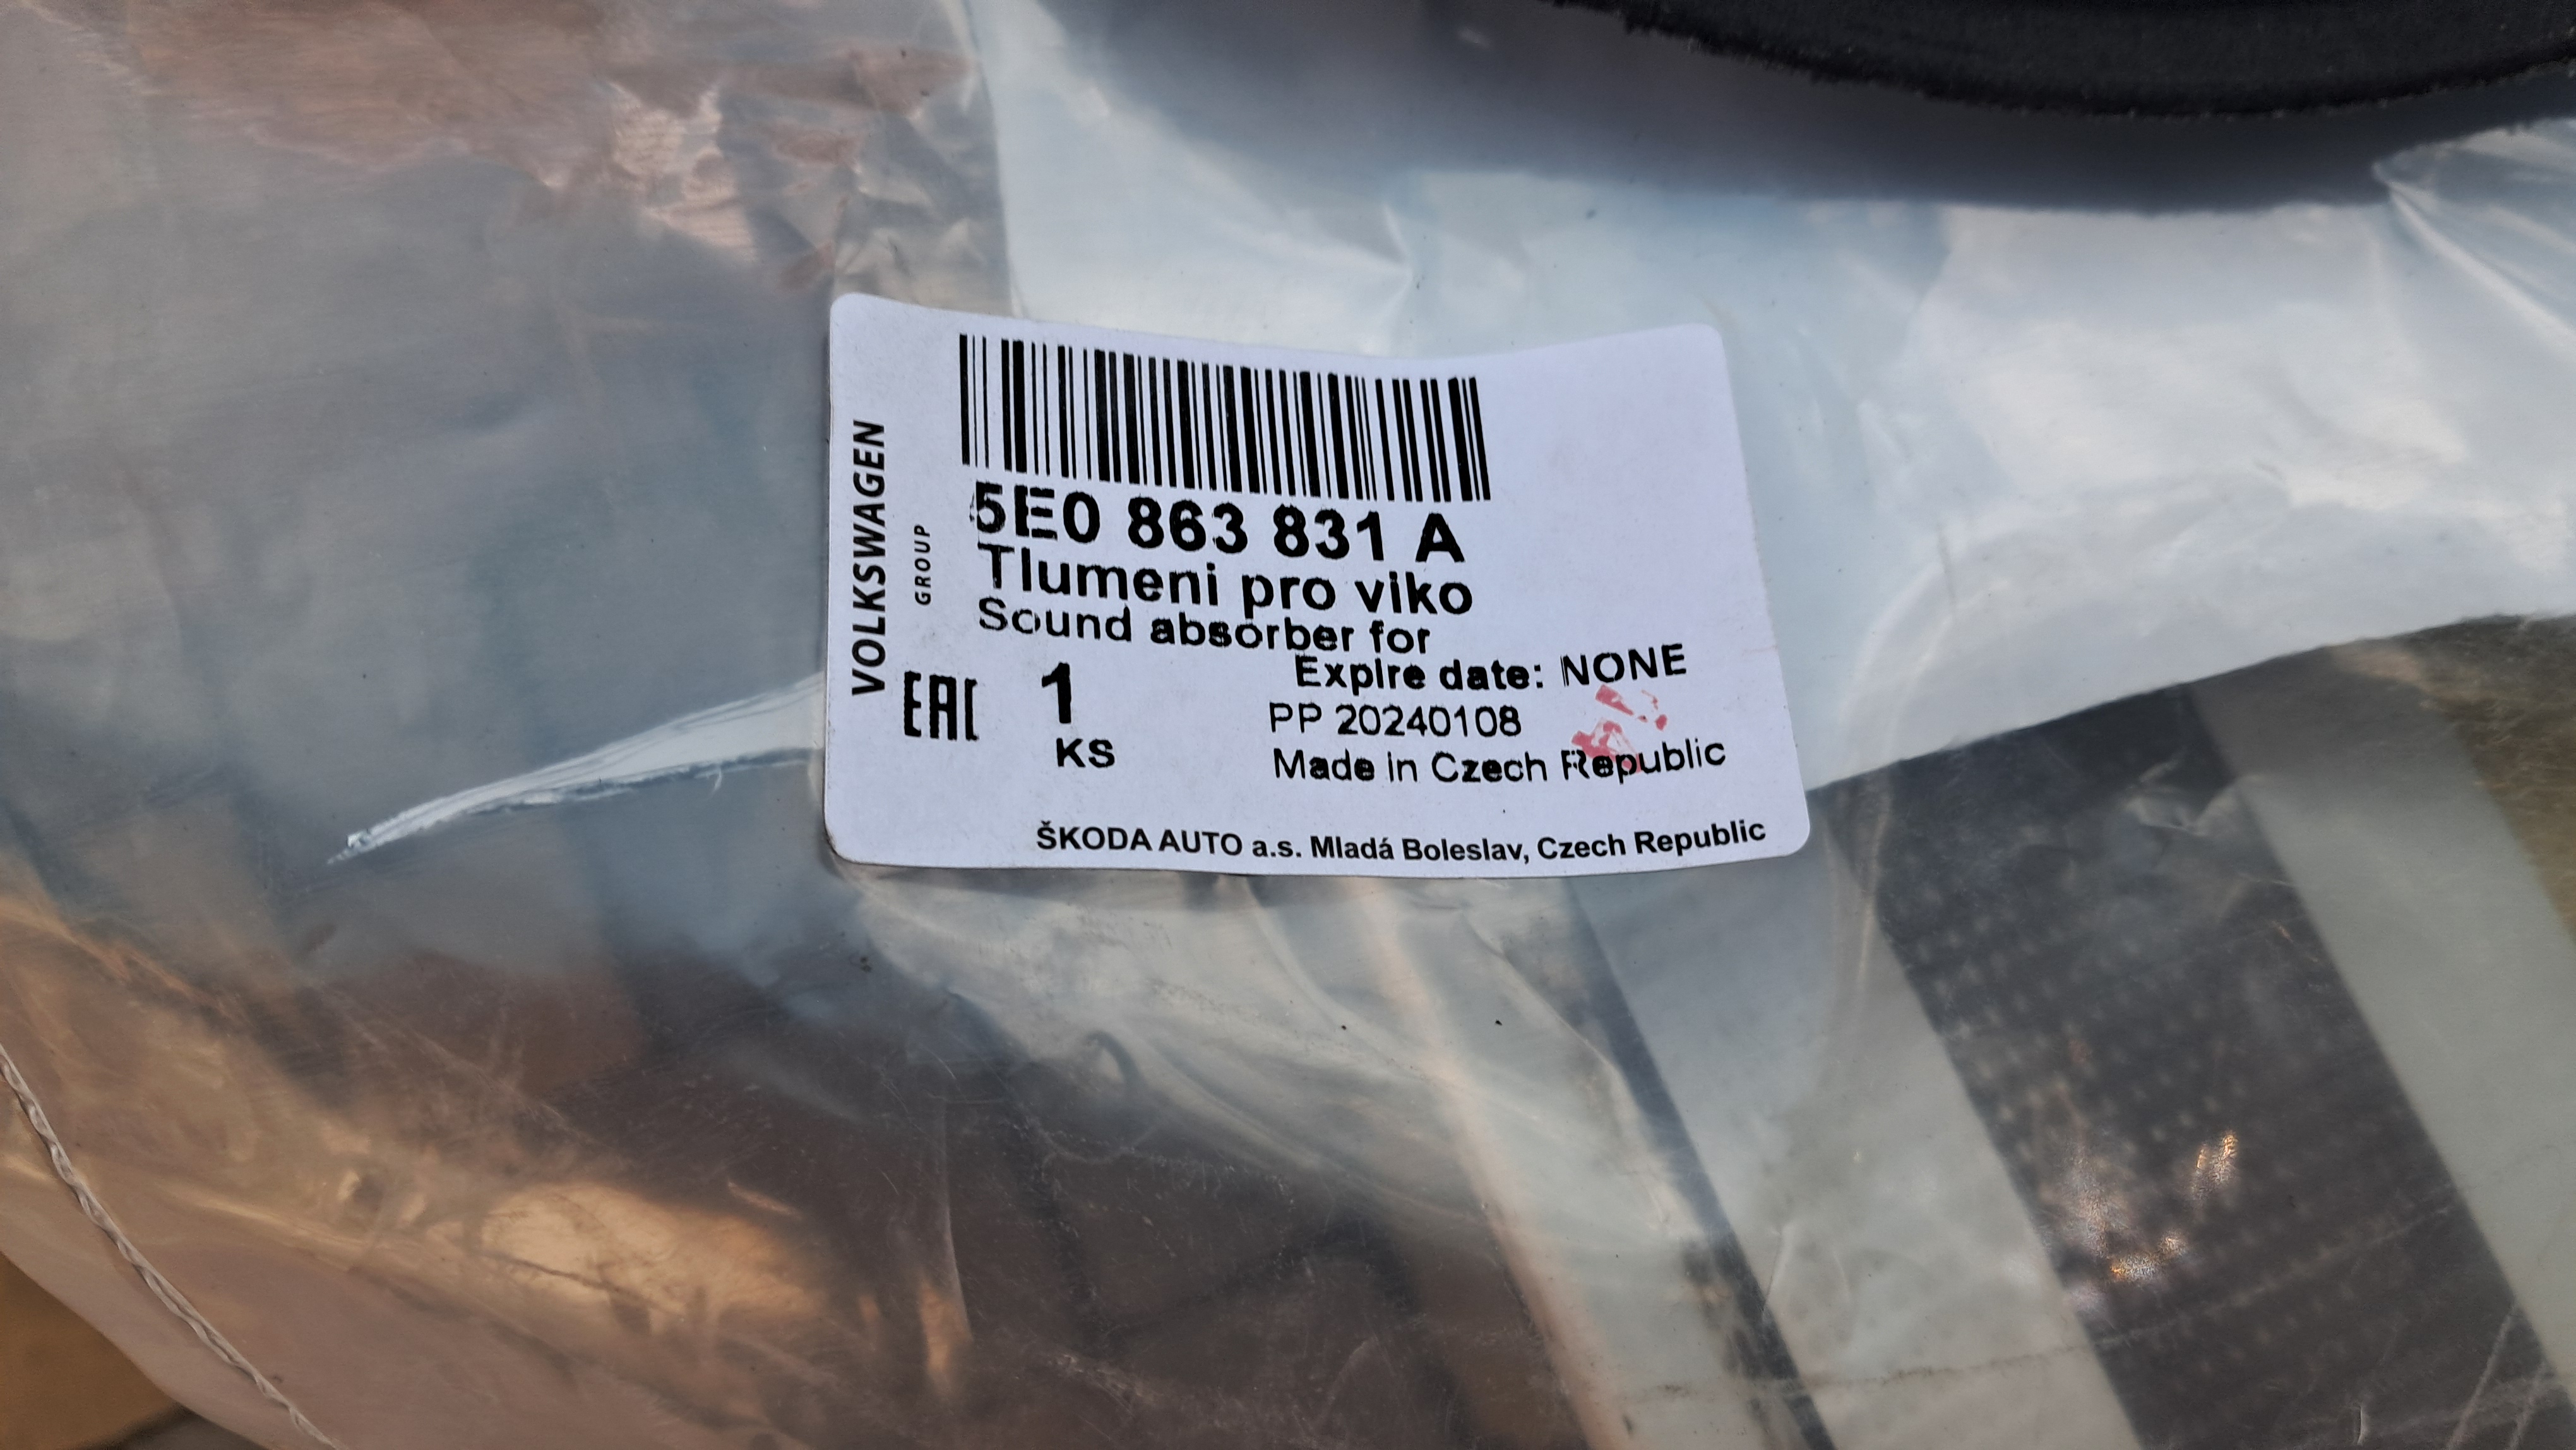 VOLKSWAGEN
GROUP
5E0 863 831 A
Tlumeni pro viko
Sound absorber for
Expire date: NONE
EAC
1
KS
PP 20240108
Made in Czech Republic
ŠKODA AUTO a.s. Mladá Boleslav, Czech Republic